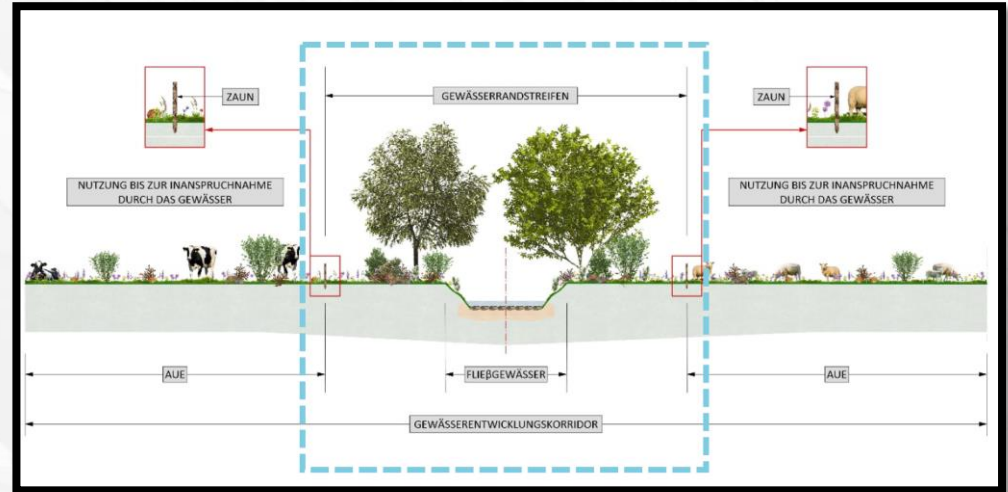 ZAUN
GEWÄSSERRANDSTREIFEN
ZAUN
NUTZUNG BIS ZUR INANSPRUCHNAHME
DURCH DAS GEWÄSSER
NUTZUNG BIS ZUR INANSPRUCHNAHME
DURCH DAS GEWÄSSER
AUE
FLIEβGEWÄSSER
AUE
GEWÄSSERENTWICKLUNGSKORRIDOR